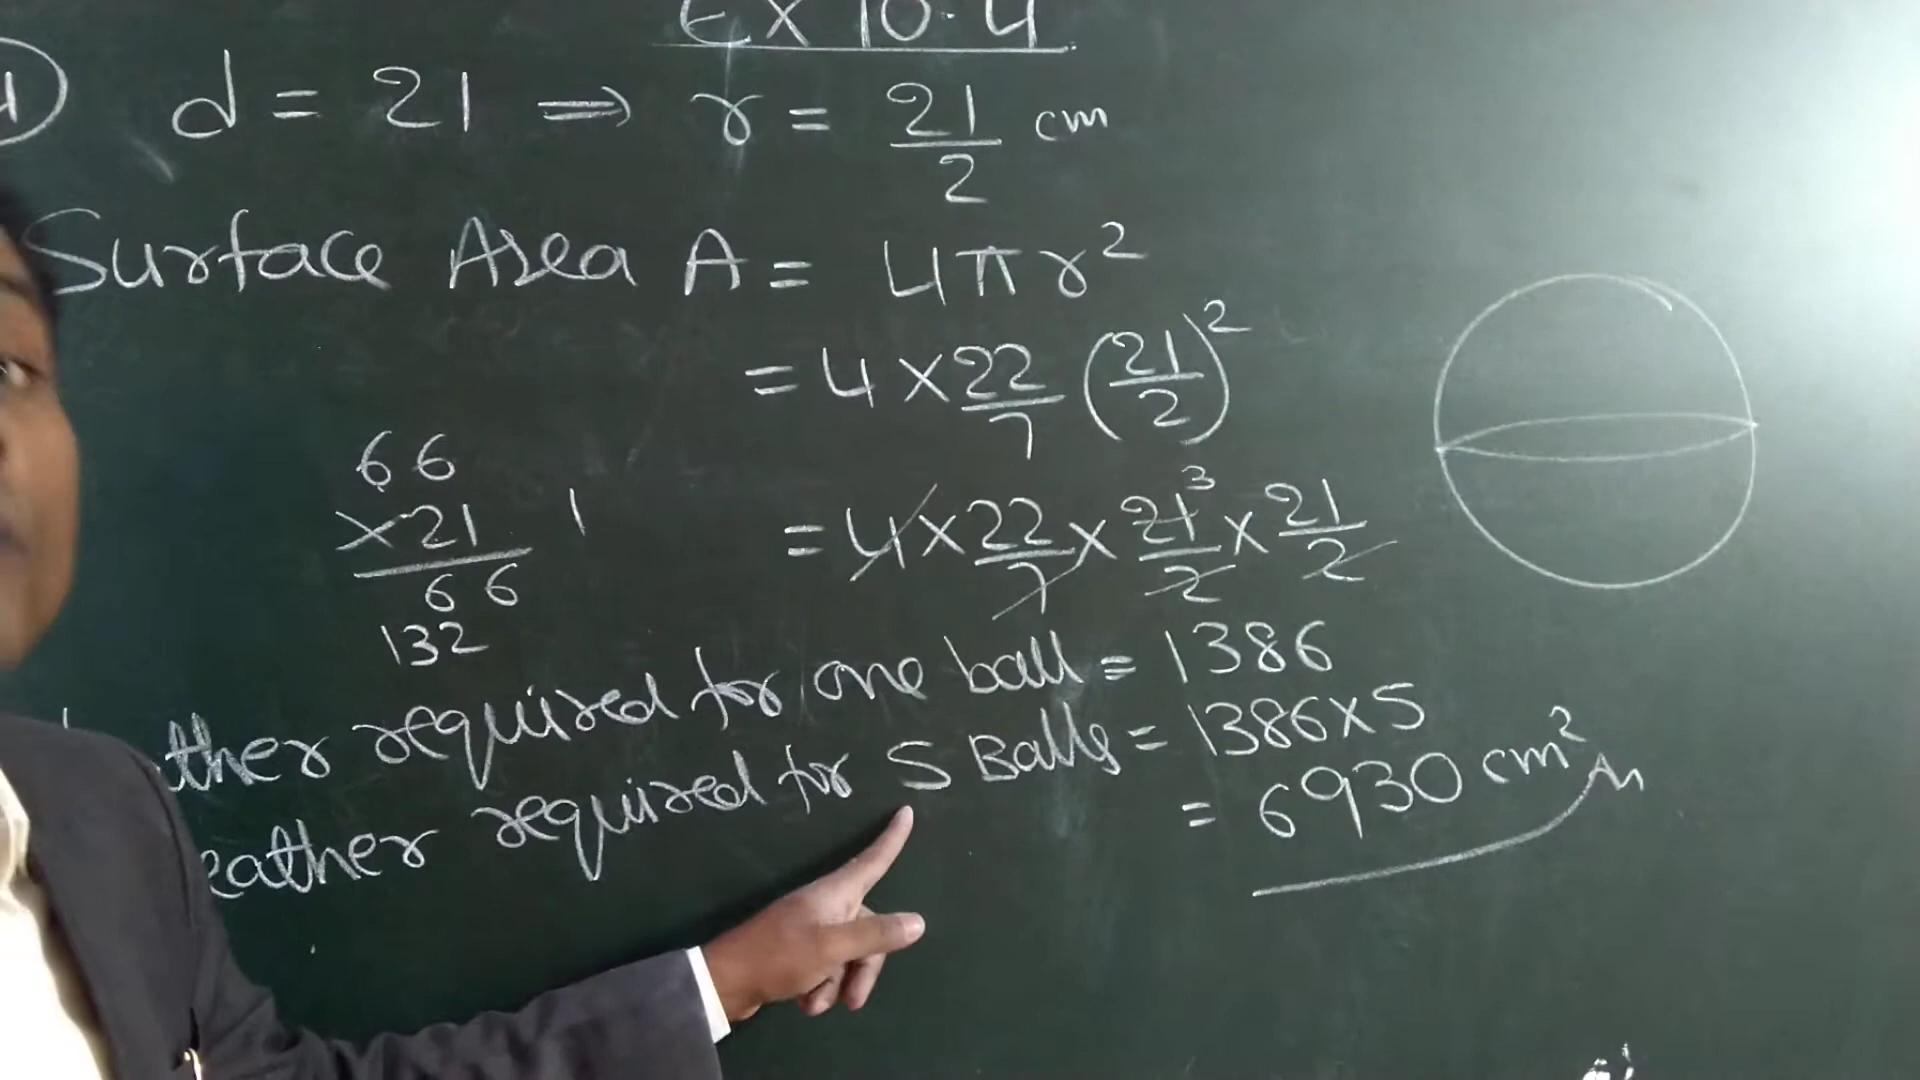 Ex 10.4
d = 21 ⇒ r = 21/2 cm
Surface Area A = 4πr²
= 4 × 22/7 (21/2)²
66
×21
66
132
1
= 4 × 22/7 × 21/2 × 21/2
3
ther required for one ball = 1386
eather required for 5 Balls = 1386×5
= 6930 cm²